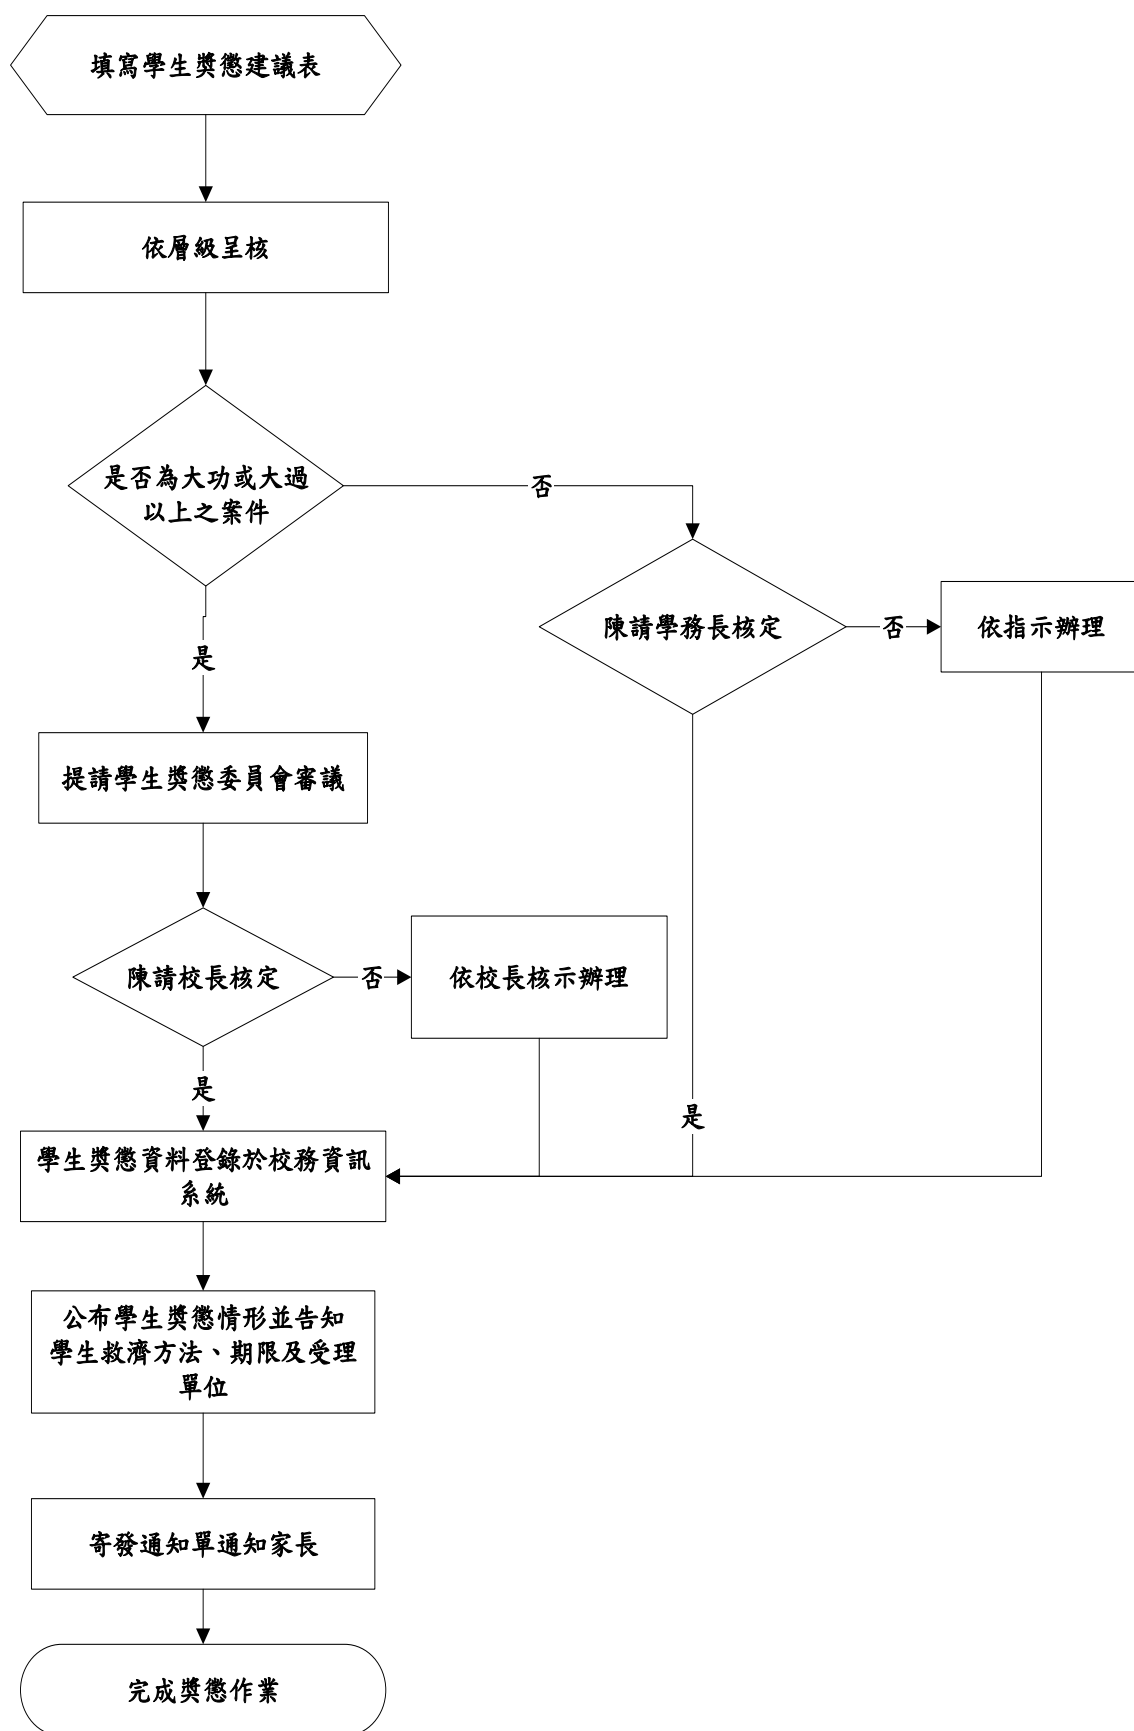 填寫學生獎懲建議表
依層級呈核
是否為大功或大過
以上之案件
否
陳請學務長核定
否
依指示辦理
是
提請學生獎懲委員會審議
陳請校長核定
否
依校長核示辦理
是
是
學生獎懲資料登錄於校務資訊
系統
公布學生獎懲情形並告知
學生救濟方法、期限及受理
單位
寄發通知單通知家長
完成獎懲作業